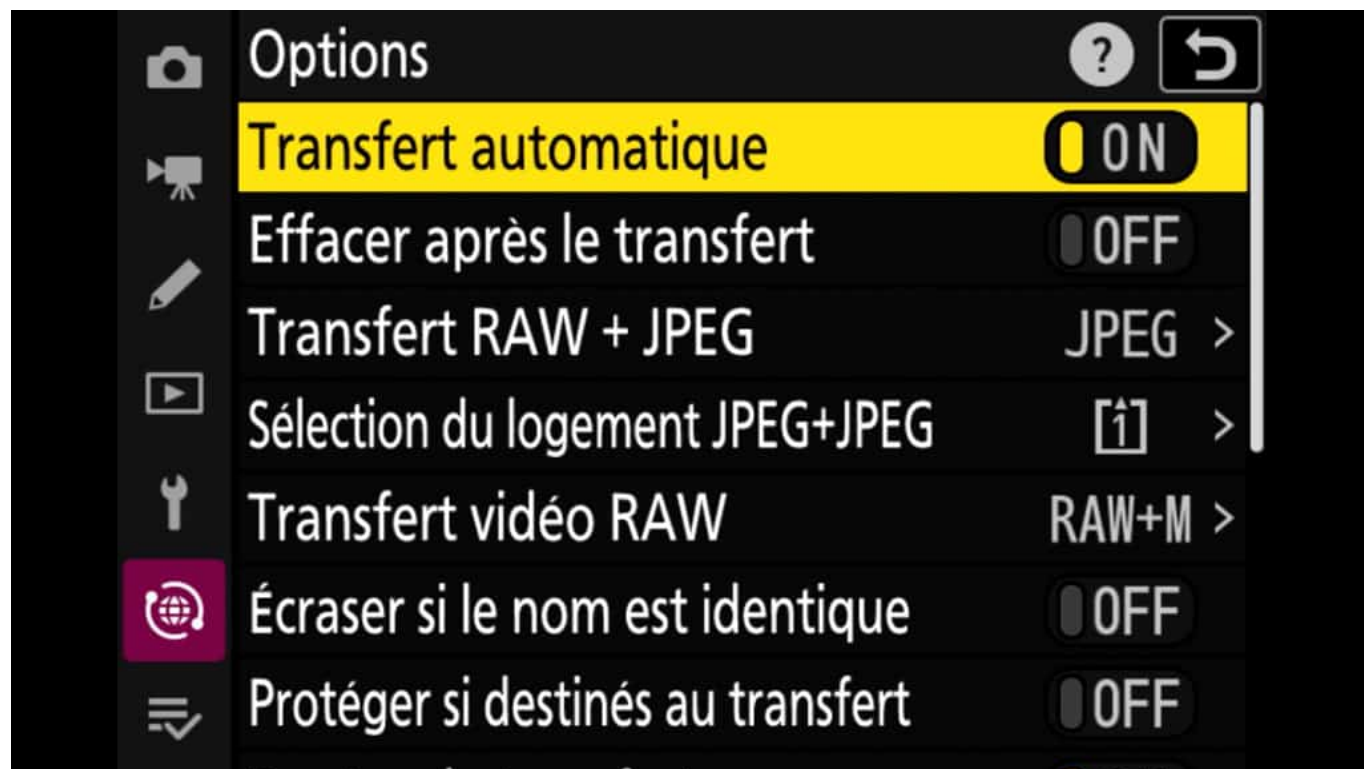 Options
?
Transfert automatique ON
Effacer après le transfert OFF
Transfert RAW + JPEG JPEG >
Sélection du logement JPEG+JPEG 1 >
Transfert vidéo RAW RAW+M >
Écraser si le nom est identique OFF
Protéger si destinés au transfert OFF